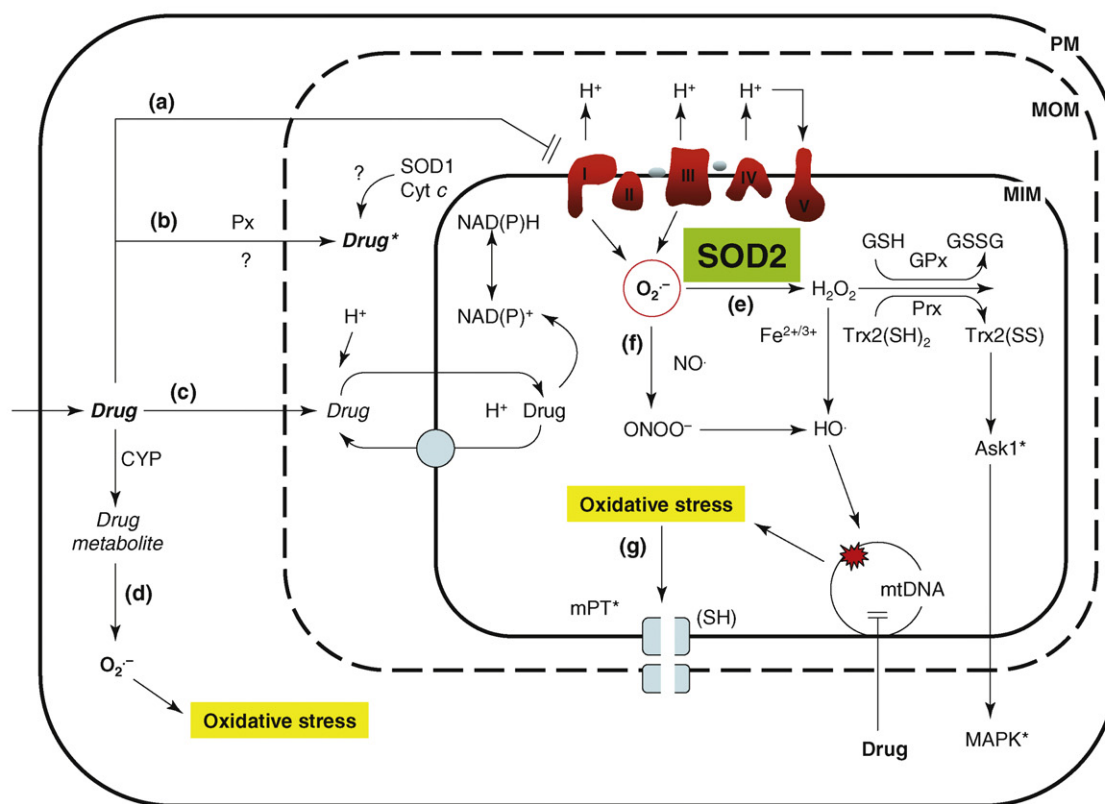 PM
MOM
MIM
(a)
H⁺
H⁺
H⁺
I
II
III
IV
V
?
SOD1
Cyt c
(b)
Px
?
Drug*
NAD(P)H
NAD(P)⁺
SOD2
O₂·⁻
(e)
H₂O₂
GSH
GSSG
GPx
Prx
Trx2(SH)₂
Trx2(SS)
Fe²⁺/³⁺
(f)
NO·
ONOO⁻
HO·
Ask1*
H⁺
(c)
Drug
Drug
H⁺
Drug
CYP
Drug
metabolite
(d)
O₂·⁻
Oxidative stress
Oxidative stress
(g)
mPT*
(SH)
mtDNA
Drug
MAPK*